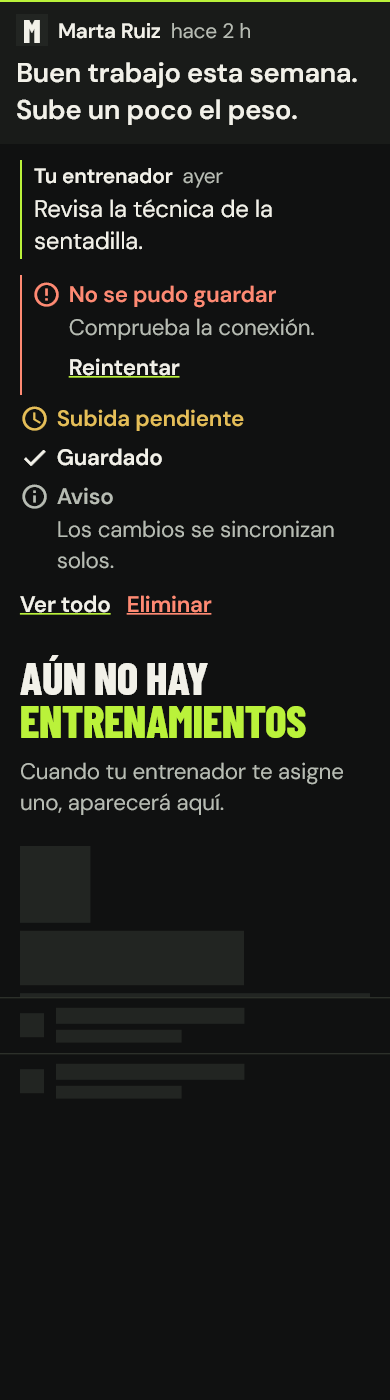 M Marta Ruiz hace 2 h
Buen trabajo esta semana.
Sube un poco el peso.
Tu entrenador ayer
Revisa la técnica de la
sentadilla.
No se pudo guardar
Comprueba la conexión.
Reintentar
Subida pendiente
Guardado
Aviso
Los cambios se sincronizan
solos.
Ver todo Eliminar
AÚN NO HAY
ENTRENAMIENTOS
Cuando tu entrenador te asigne
uno, aparecerá aquí.